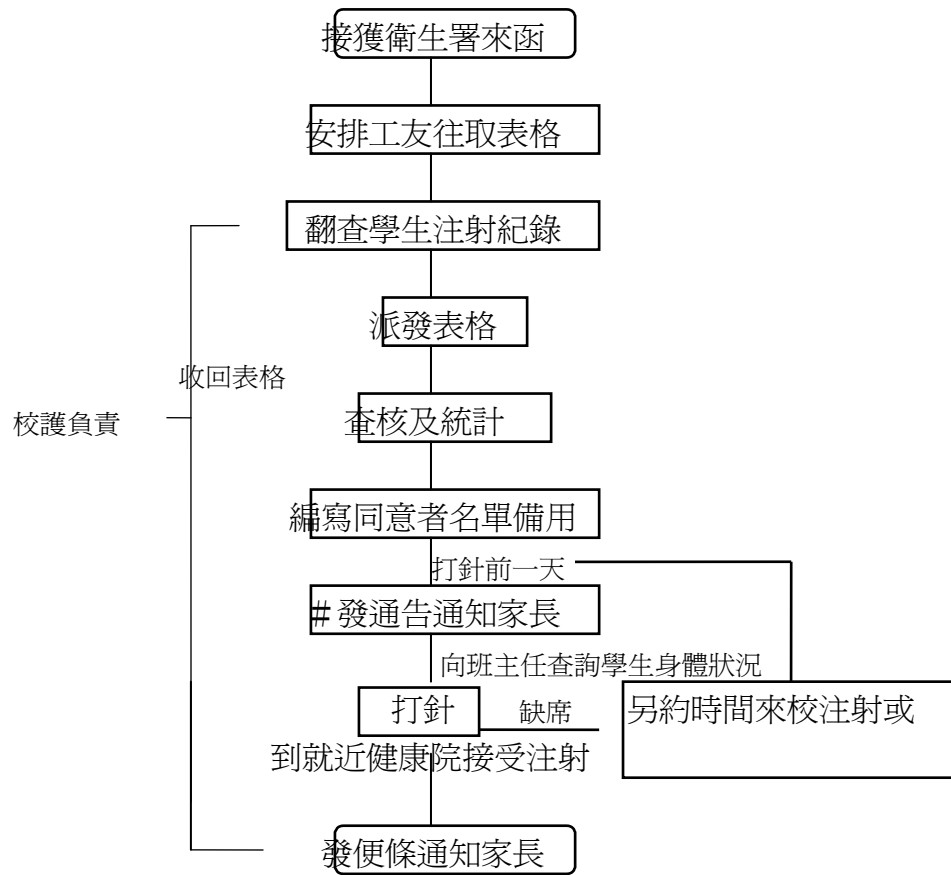 接獲衛生署來函
安排工友往取表格
翻查學生注射紀錄
派發表格
收回表格
校護負責
查核及統計
編寫同意者名單備用
打針前一天
#發通告通知家長
向班主任查詢學生身體狀況
打針
缺席
另約時間來校注射或
到就近健康院接受注射
發便條通知家長